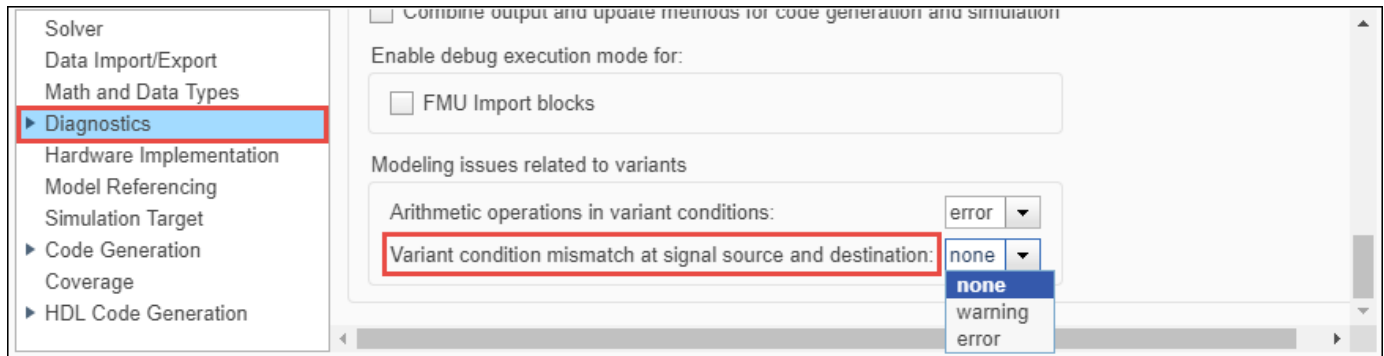 Solver
Data Import/Export
Math and Data Types
Diagnostics
Hardware Implementation
Model Referencing
Simulation Target
Code Generation
Coverage
HDL Code Generation
Combine output and update methods for code generation and simulation
Enable debug execution mode for:
FMU Import blocks
Modeling issues related to variants
Arithmetic operations in variant conditions: error
Variant condition mismatch at signal source and destination: none
none
warning
error